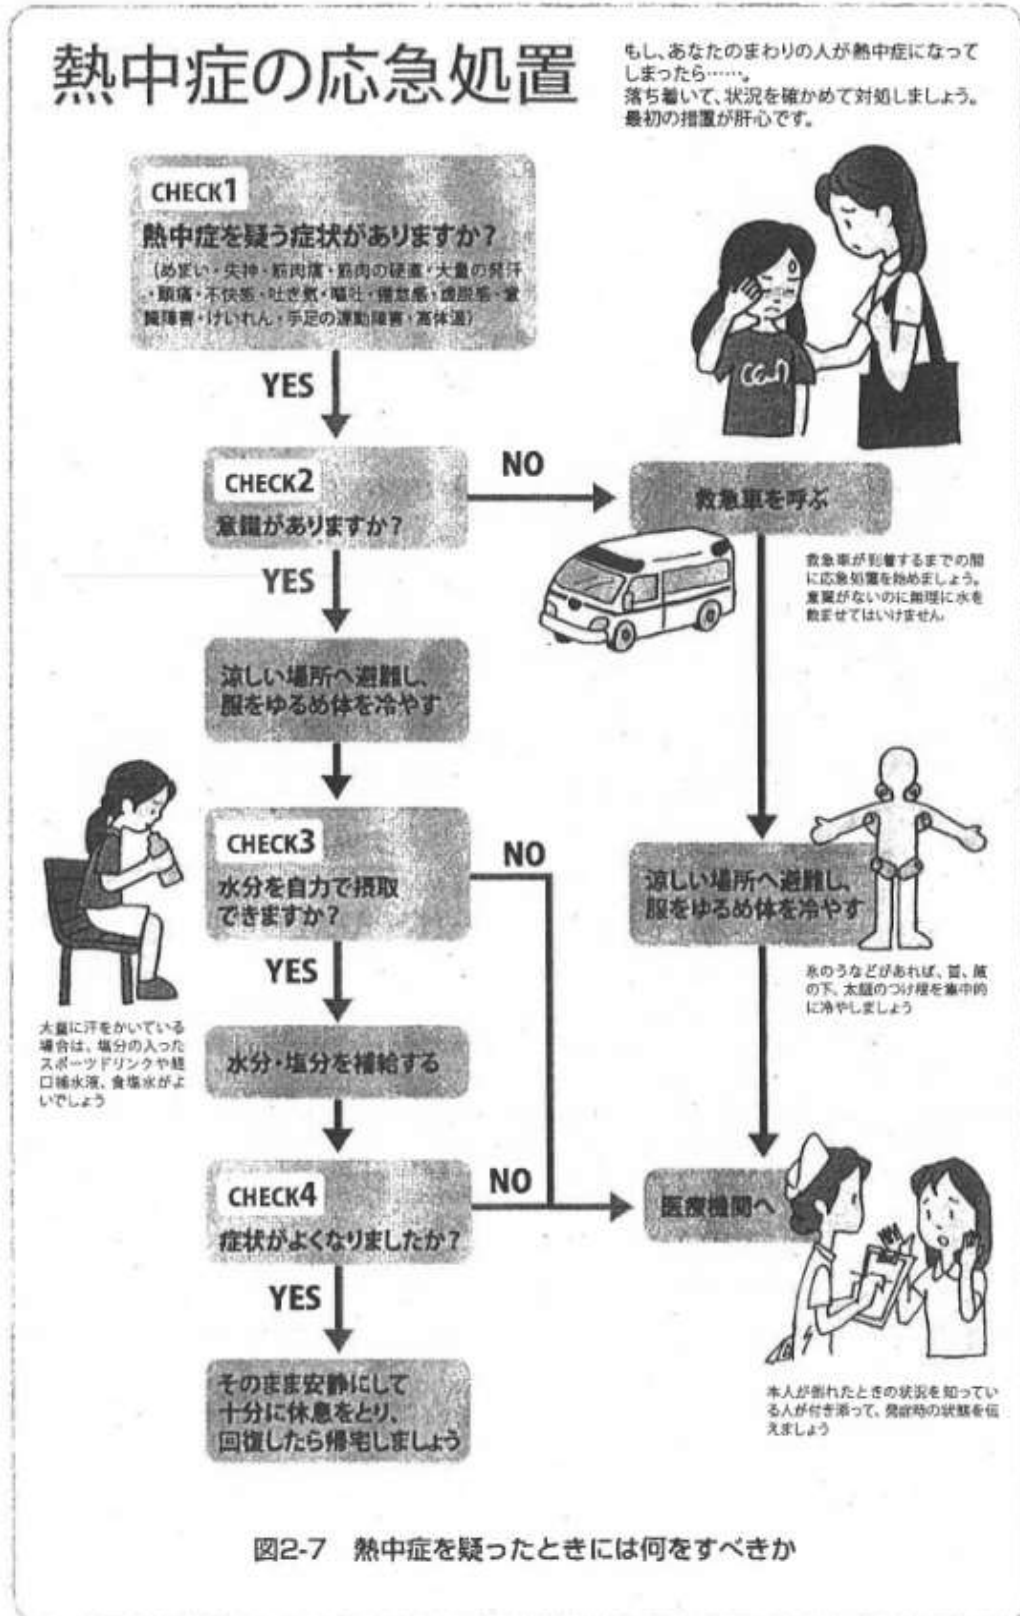 熱中症の応急処置
もし、あなたのまわりの人が熱中症になって
しまったら……。
落ち着いて、状況を確かめて対処しましょう。
最初の措置が肝心です。
CHECK1
熱中症を疑う症状がありますか?
(めまい・失神・筋肉痛・筋肉の硬直・大量の発汗
・頭痛・不快感・吐き気・嘔吐・倦怠感・虚脱感・意
識障害・けいれん・手足の運動障害・高体温)
YES
CHECK2
意識がありますか?
NO
救急車を呼ぶ
救急車が到着するまでの間
に応急処置を始めましょう。
意識がないのに無理に水を
飲ませてはいけません
YES
涼しい場所へ避難し、
服をゆるめ体を冷やす
CHECK3
水分を自力で摂取
できますか?
NO
涼しい場所へ避難し、
服をゆるめ体を冷やす
氷のうなどがあれば、首、腋
の下、太腿のつけ根を集中的
に冷やしましょう
YES
大量に汗をかいている
場合は、塩分の入った
スポーツドリンクや経
口補水液、食塩水がよ
いでしょう
水分・塩分を補給する
CHECK4
症状がよくなりましたか?
NO
医療機関へ
YES
本人が倒れたときの状況を知ってい
る人が付き添って、発症時の状態を伝
えましょう
そのまま安静にして
十分に休息をとり、
回復したら帰宅しましょう
図2-7 熱中症を疑ったときには何をすべきか